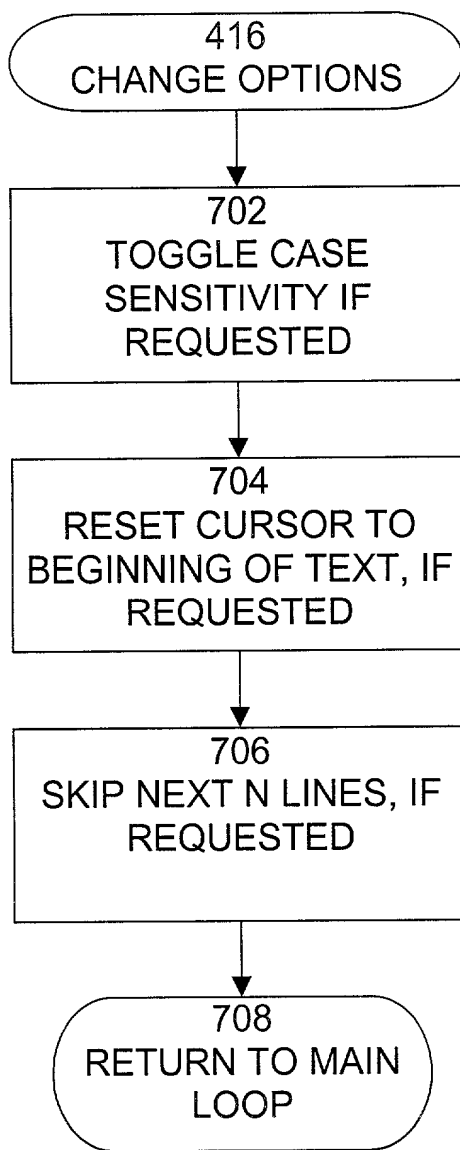 416
CHANGE OPTIONS
702
TOGGLE CASE
SENSITIVITY IF
REQUESTED
704
RESET CURSOR TO
BEGINNING OF TEXT, IF
REQUESTED
706
SKIP NEXT N LINES, IF
REQUESTED
708
RETURN TO MAIN
LOOP